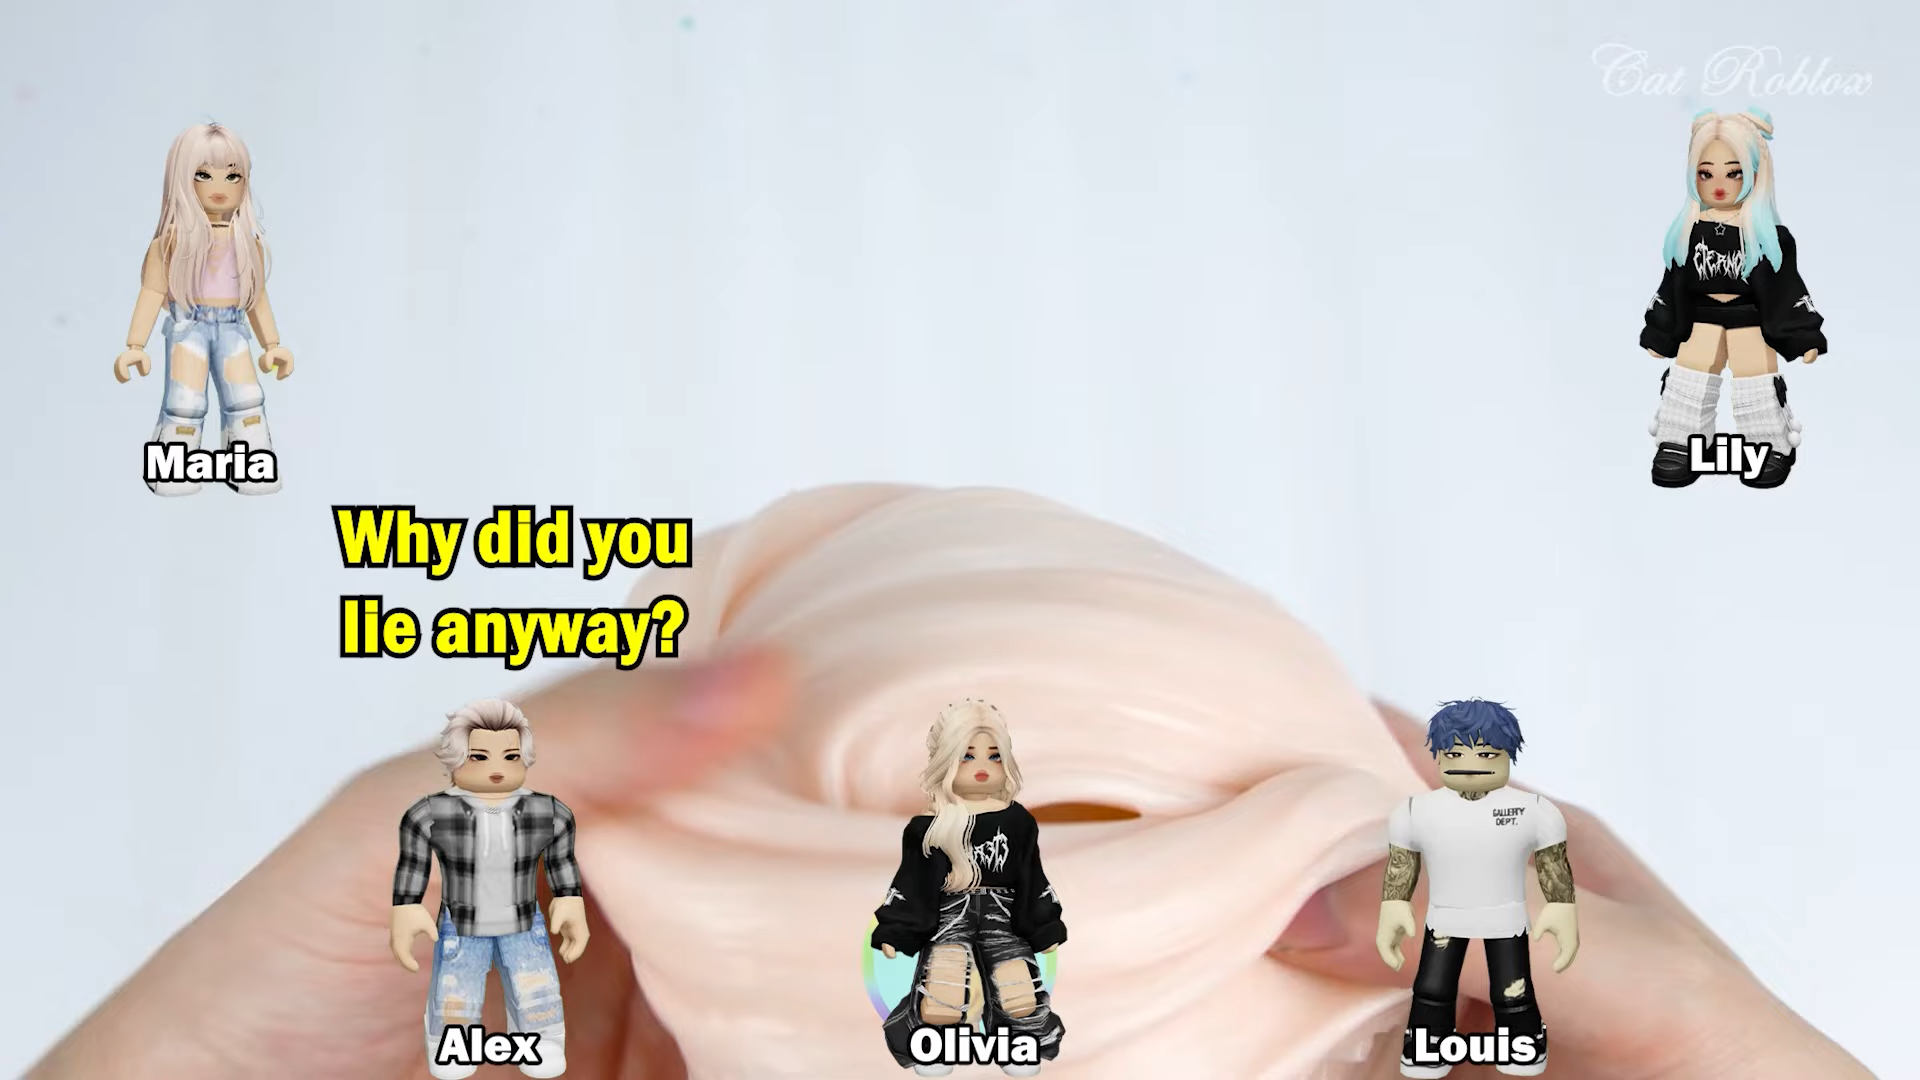 Cat Roblox
Maria
Lily
Why did you
lie anyway?
GALLERY
DEPT.
Alex
Olivia
Louis